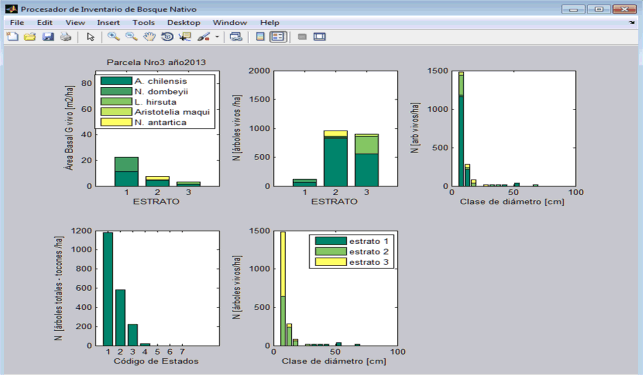 Procesador de Inventario de Bosque Nativo
File Edit View Insert Tools Desktop Window Help
Parcela Nro3 año2013
Área Basal G vivo [m2/ha]
80
60
40
20
0
A. chilensis
N. dombeyii
L. hirsuta
Aristotelia maqui
N. antartica
1 2 3
ESTRATO
N [árboles vivos /ha]
2000
1500
1000
500
0
1 2 3
ESTRATO
N [arb vivos/ha]
1500
1000
500
0
0 50 100
Clase de diámetro [cm]
N [árboles totales - tocones /ha]
1200
1000
800
600
400
200
0
1 2 3 4 5 6 7
Código de Estados
N [árboles vivos/ha]
1500
1000
500
0
estrato 1
estrato 2
estrato 3
0 50 100
Clase de diámetro [cm]